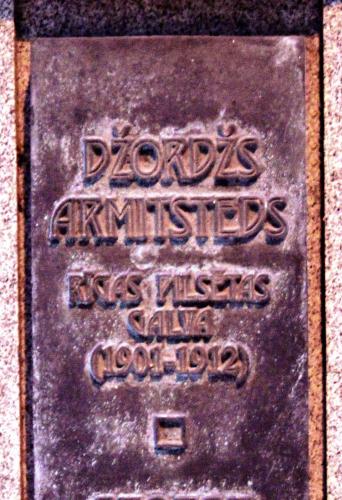 DŽORDŽS
ARMITSTEDS
RĪGAS PILSĒTAS
GALVA
(1901-1912)